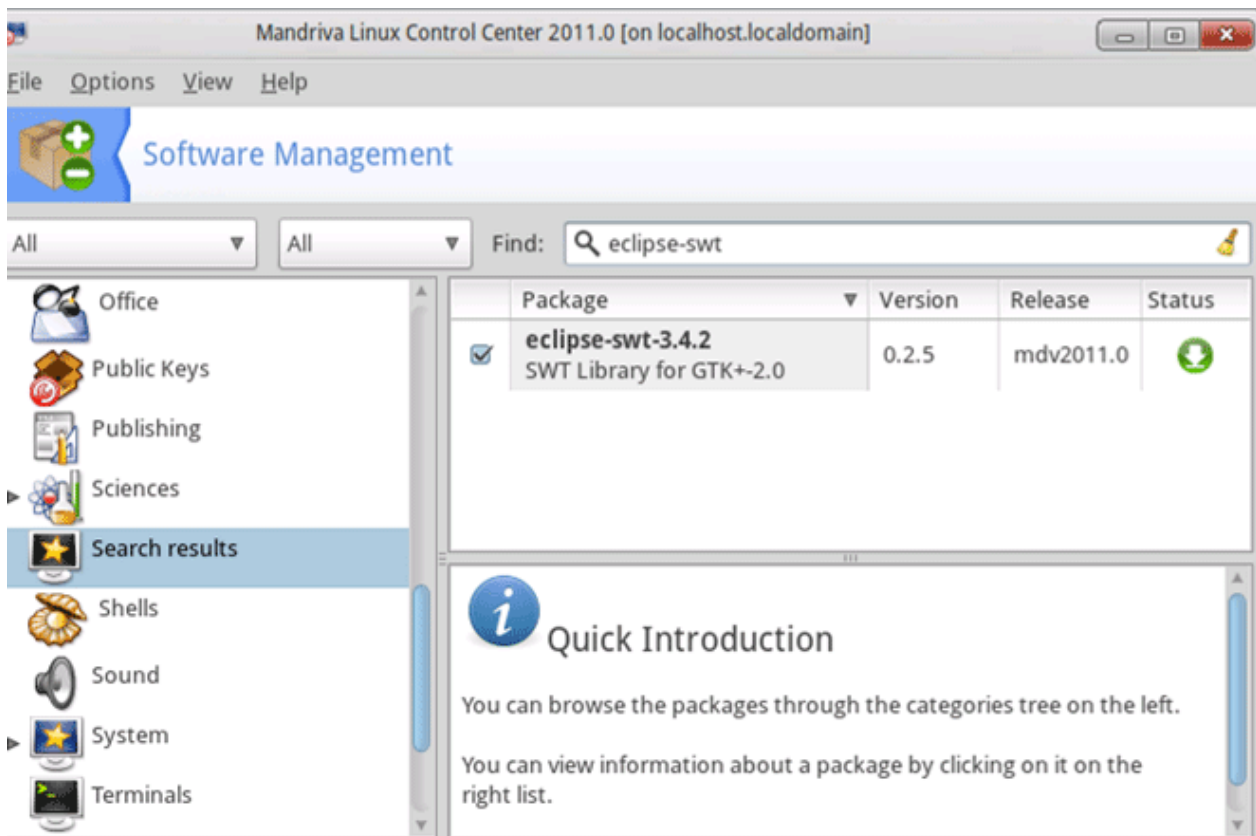 Mandriva Linux Control Center 2011.0 [on localhost.localdomain]
File Options View Help
Software Management
All All Find: eclipse-swt
Office
Public Keys
Publishing
Sciences
Search results
Shells
Sound
System
Terminals
Package Version Release Status
eclipse-swt-3.4.2 0.2.5 mdv2011.0
SWT Library for GTK+-2.0
Quick Introduction
You can browse the packages through the categories tree on the left.
You can view information about a package by clicking on it on the
right list.